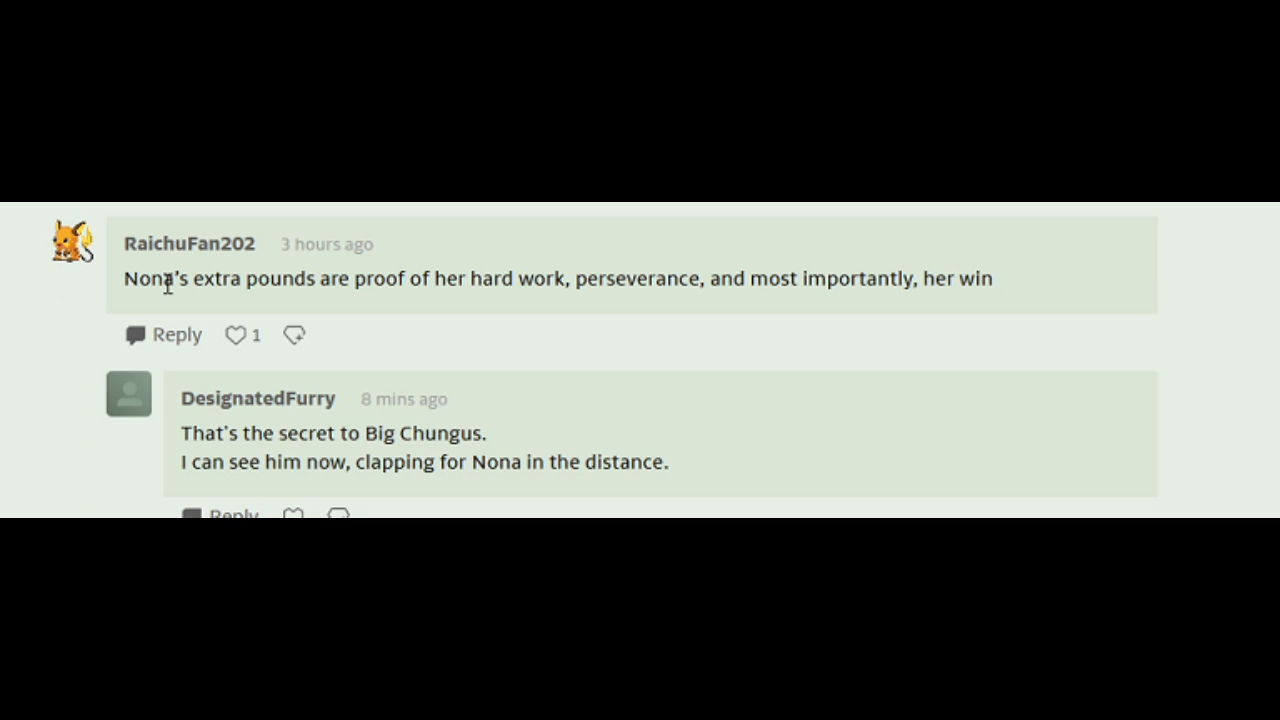 RaichuFan202 3 hours ago
Nona’s extra pounds are proof of her hard work, perseverance, and most importantly, her win
Reply 1
DesignatedFurry 8 mins ago
That's the secret to Big Chungus.
I can see him now, clapping for Nona in the distance.
Reply